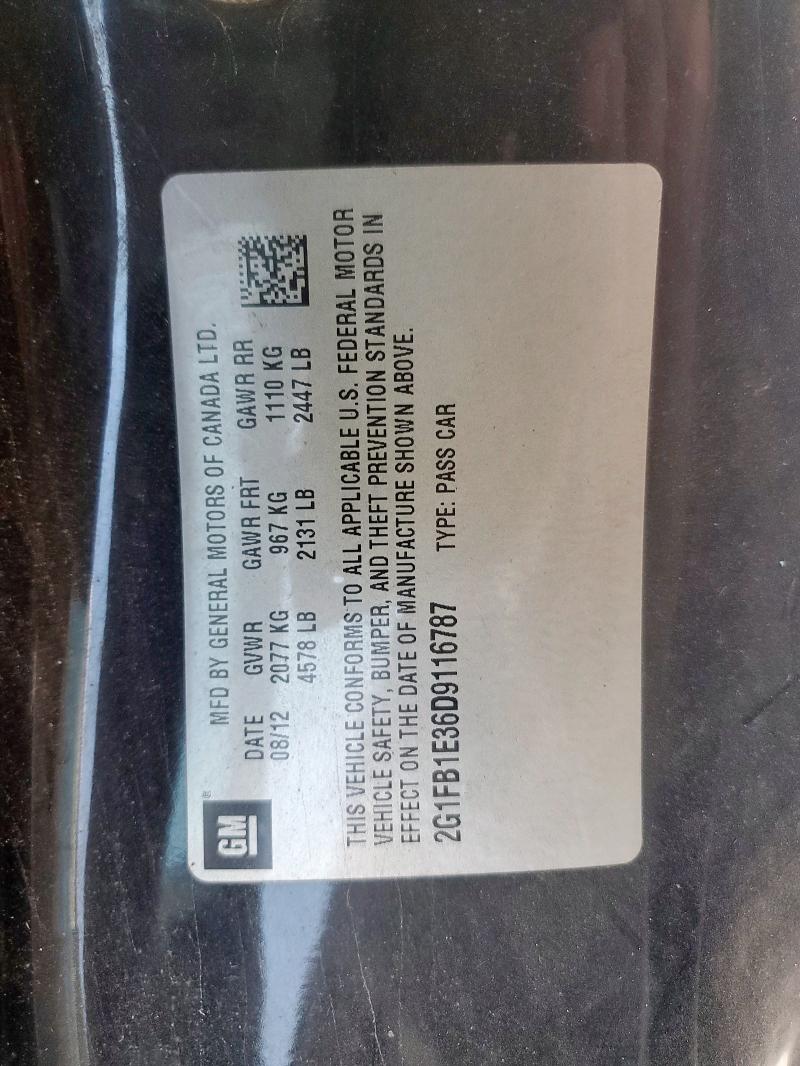 GM ®
MFD BY GENERAL MOTORS OF CANADA LTD.
DATE GVWR GAWR FRT GAWR RR
08/12 2077 KG 967 KG 1110 KG
4578 LB 2131 LB 2447 LB
THIS VEHICLE CONFORMS TO ALL APPLICABLE U.S. FEDERAL MOTOR
VEHICLE SAFETY, BUMPER, AND THEFT PREVENTION STANDARDS IN
EFFECT ON THE DATE OF MANUFACTURE SHOWN ABOVE.
2G1FB1E36D9116787 TYPE: PASS CAR